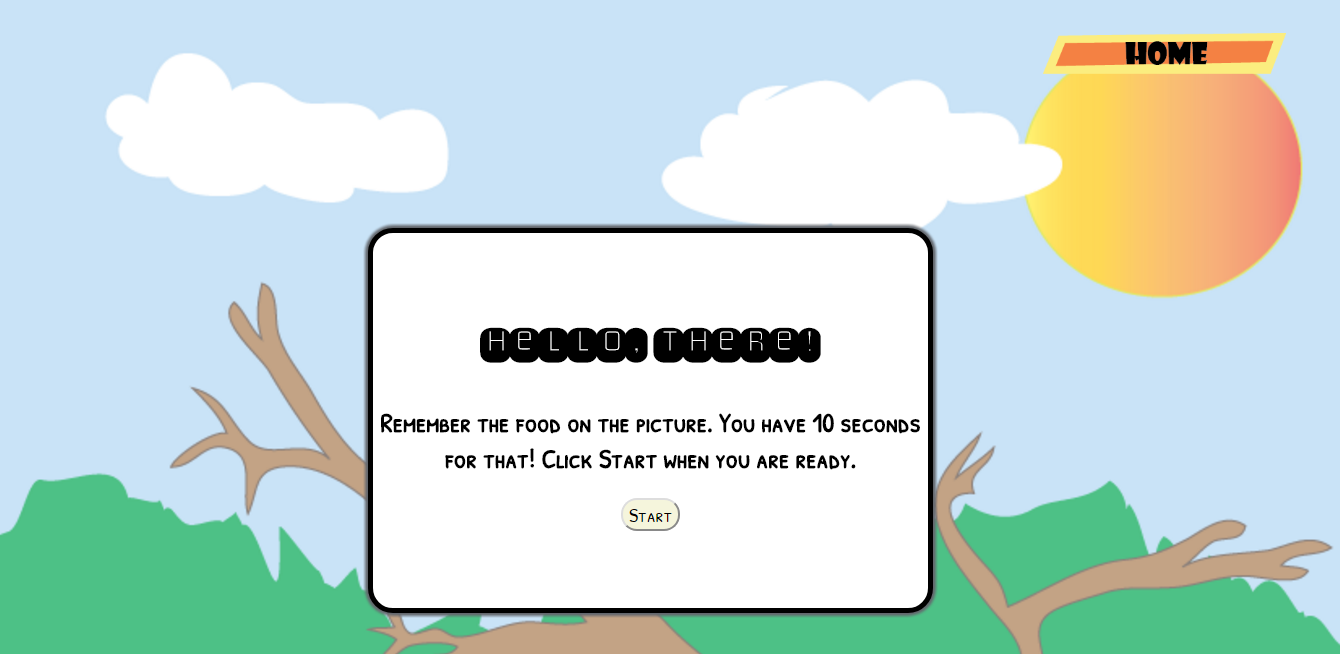 HOME
HeLLO, THeRe!
Remember the food on the picture. You have 10 seconds
for that! Click Start when you are ready.
Start